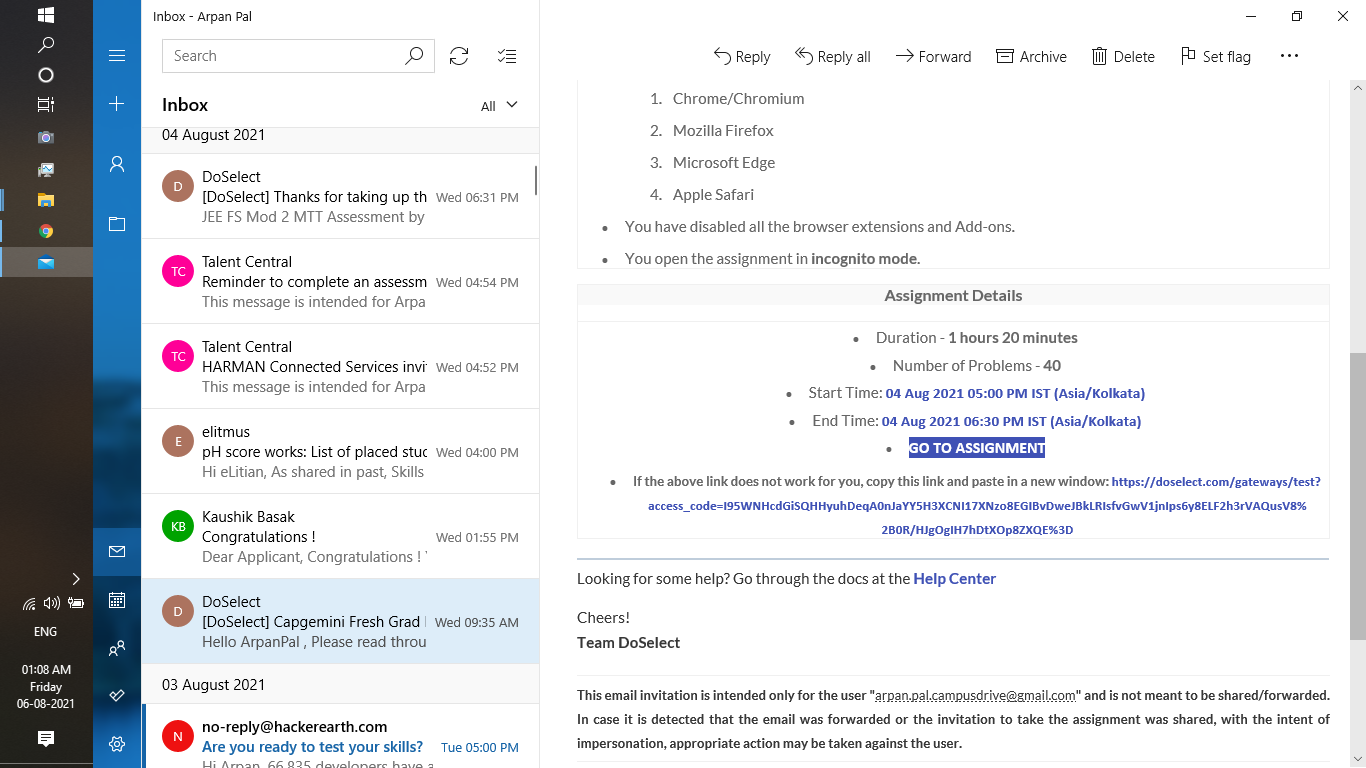 Inbox - Arpan Pal
Search
Inbox
All
04 August 2021
D
DoSelect
[DoSelect] Thanks for taking up th
Wed 06:31 PM
JEE FS Mod 2 MTT Assessment by
TC
Talent Central
Reminder to complete an assessm
Wed 04:54 PM
This message is intended for Arpa
TC
Talent Central
HARMAN Connected Services invi
Wed 04:52 PM
This message is intended for Arpa
E
elitmus
pH score works: List of placed stud
Wed 04:00 PM
Hi eLitian, As shared in past, Skills
KB
Kaushik Basak
Congratulations !
Wed 01:55 PM
Dear Applicant, Congratulations !
D
DoSelect
[DoSelect] Capgemini Fresh Grad
Wed 09:35 AM
Hello ArpanPal , Please read throu
03 August 2021
N
no-reply@hackerearth.com
Are you ready to test your skills?
Tue 05:00 PM
Hi Arpan, 66,835 developers have a
ENG
01:08 AM
Friday
06-08-2021
Reply
Reply all
Forward
Archive
Delete
Set flag
1. Chrome/Chromium
2. Mozilla Firefox
3. Microsoft Edge
4. Apple Safari
• You have disabled all the browser extensions and Add-ons.
• You open the assignment in incognito mode.
Assignment Details
• Duration - 1 hours 20 minutes
• Number of Problems - 40
• Start Time: 04 Aug 2021 05:00 PM IST (Asia/Kolkata)
• End Time: 04 Aug 2021 06:30 PM IST (Asia/Kolkata)
• GO TO ASSIGNMENT
• If the above link does not work for you, copy this link and paste in a new window: https://doselect.com/gateways/test?
access_code=I95WNHcdGiSQHHyuhDeqA0nJaYY5H3XCNI17XNzo8EGIBvDweJBkLRIsfvGwV1jnIps6y8ELF2h3rVAQusV8%
2B0R/HJgOgIH7hDtXOp8ZXQE%3D
Looking for some help? Go through the docs at the Help Center
Cheers!
Team DoSelect
This email invitation is intended only for the user "arpan.pal.campusdrive@gmail.com" and is not meant to be shared/forwarded.
In case it is detected that the email was forwarded or the invitation to take the assignment was shared, with the intent of
impersonation, appropriate action may be taken against the user.